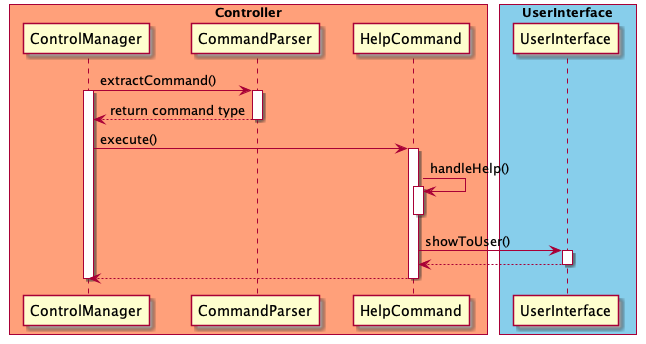 Controller
UserInterface
ControlManager
CommandParser
HelpCommand
UserInterface
extractCommand()
return command type
execute()
handleHelp()
showToUser()
ControlManager
CommandParser
HelpCommand
UserInterface